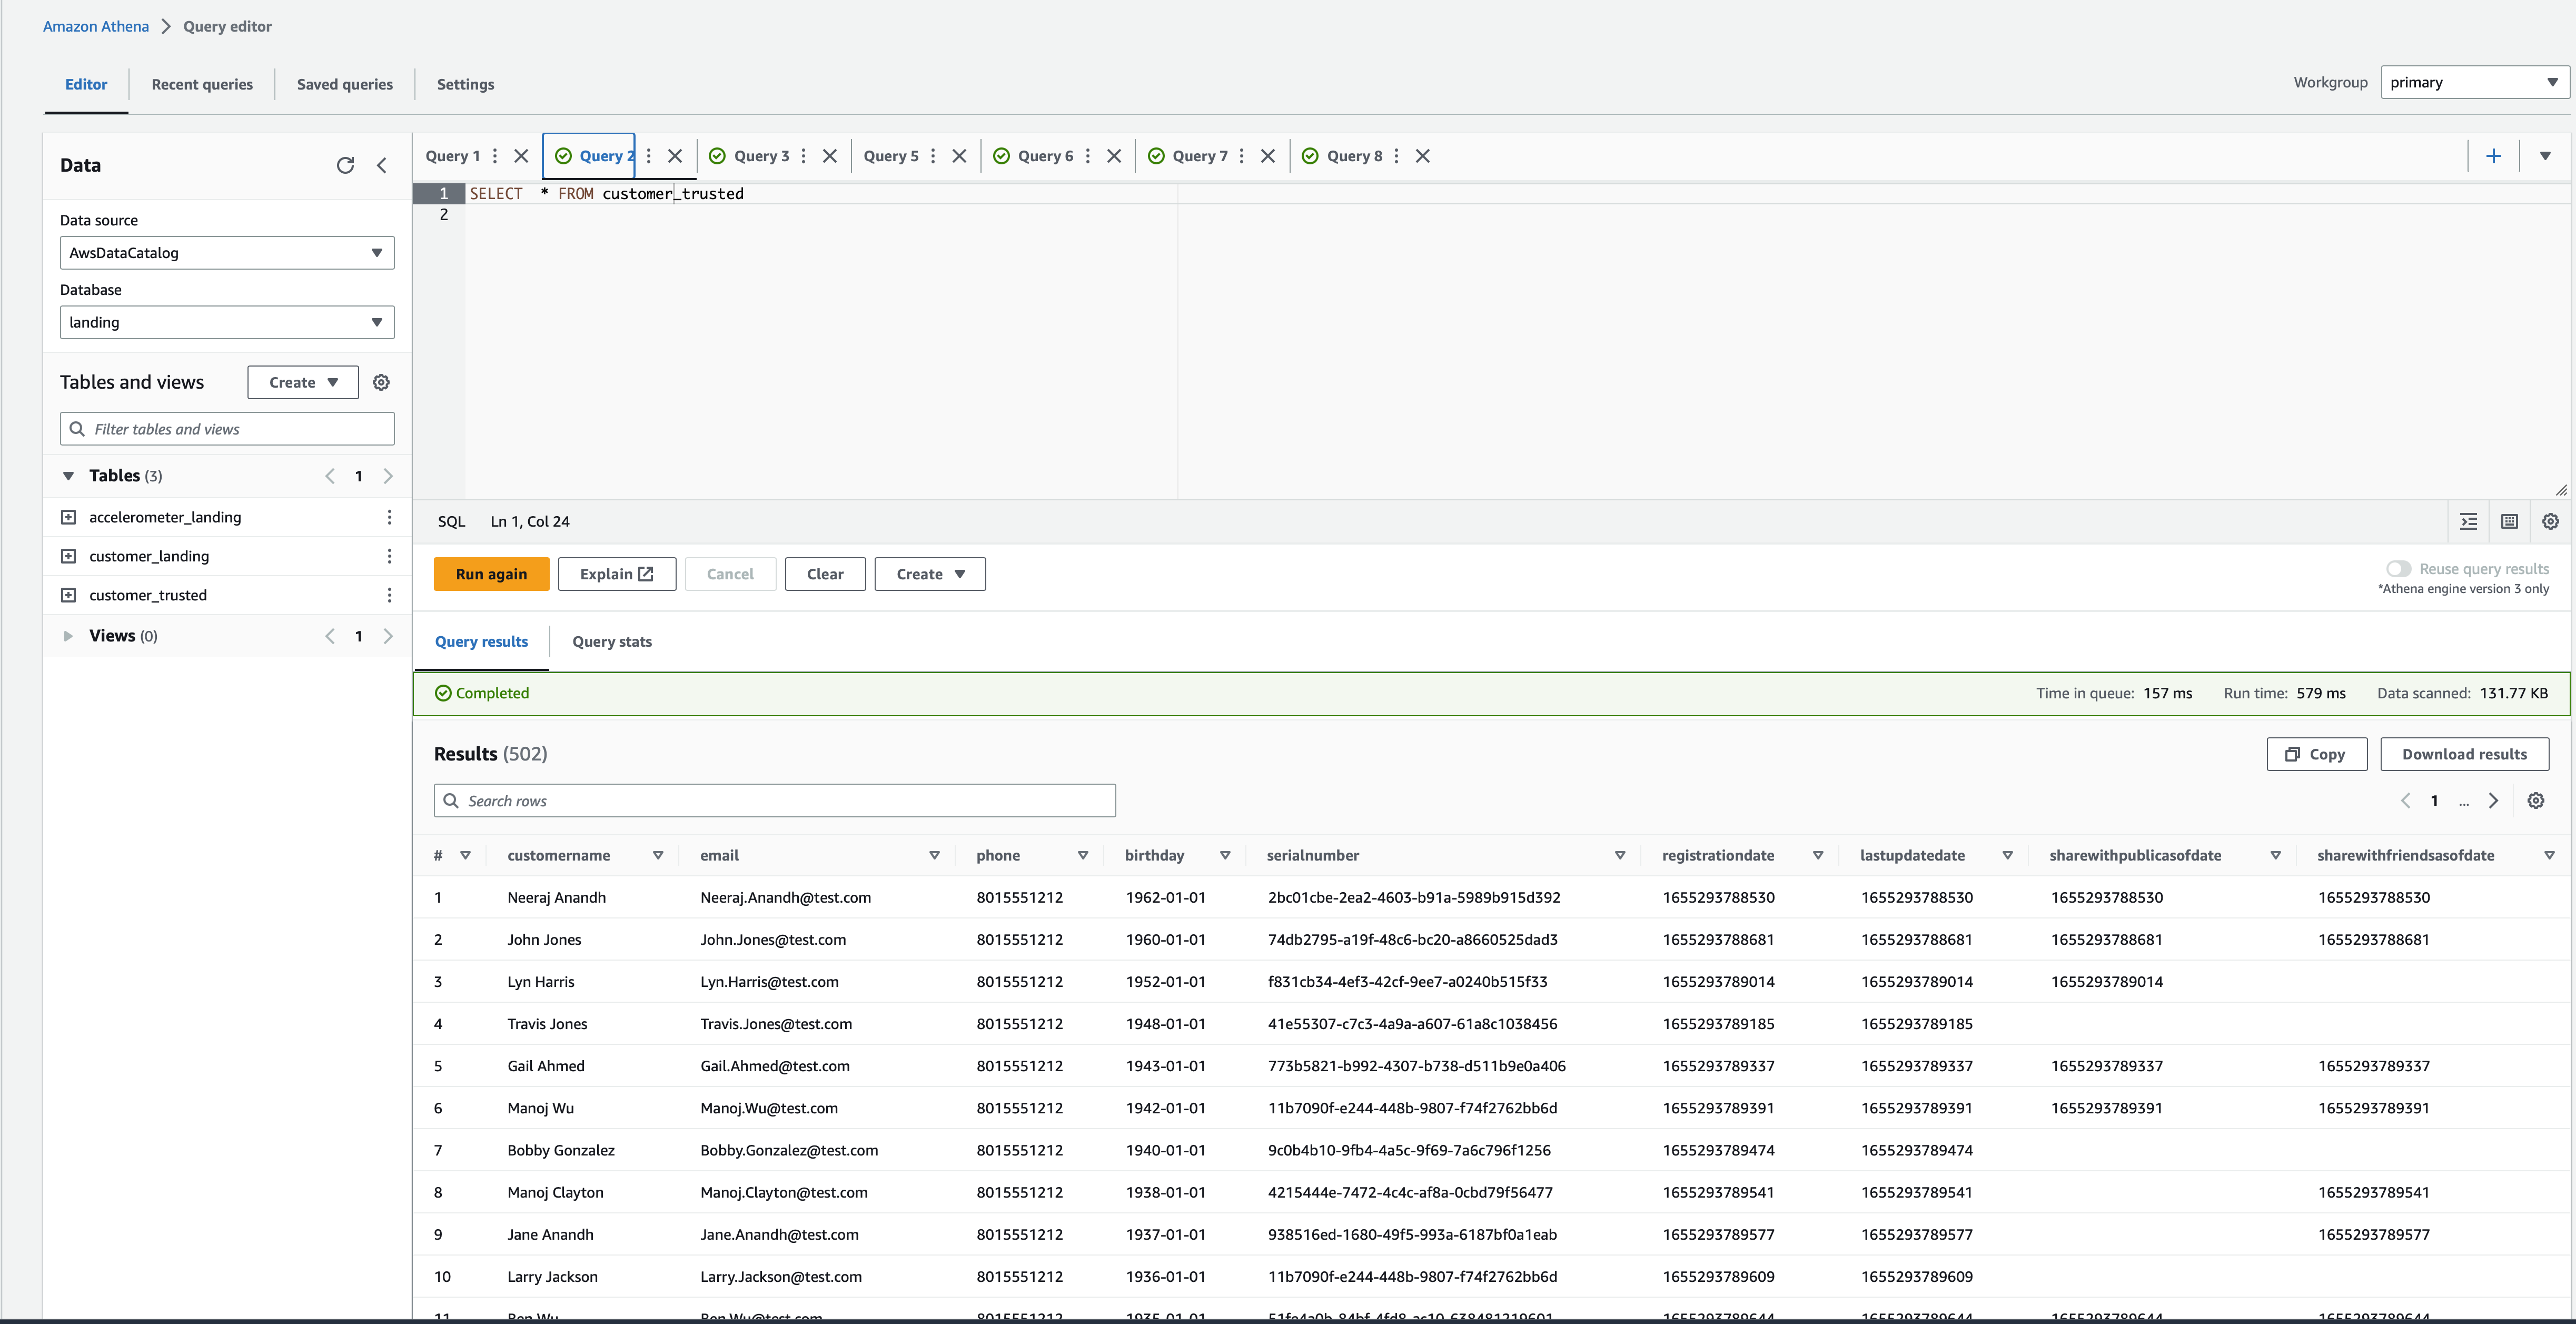 Amazon Athena > Query editor
Editor Recent queries Saved queries Settings
Workgroup primary
Data
Data source
AwsDataCatalog
Database
landing
Tables and views Create
Filter tables and views
Tables (3) 1
accelerometer_landing
customer_landing
customer_trusted
Views (0) 1
Query 1 Query 2 Query 3 Query 5 Query 6 Query 7 Query 8
1 SELECT * FROM customer_trusted
2
SQL Ln 1, Col 24
Run again Explain Cancel Clear Create
Reuse query results
*Athena engine version 3 only
Query results Query stats
Completed Time in queue: 157 ms Run time: 579 ms Data scanned: 131.77 KB
Results (502) Copy Download results
Search rows 1 ...
# customername email phone birthday serialnumber registrationdate lastupdatedate sharewithpublicasofdate sharewithfriendsasofdate
1 Neeraj Anandh Neeraj.Anandh@test.com 8015551212 1962-01-01 2bc01cbe-2ea2-4603-b91a-5989b915d392 1655293788530 1655293788530 1655293788530 1655293788530
2 John Jones John.Jones@test.com 8015551212 1960-01-01 74db2795-a19f-48c6-bc20-a8660525dad3 1655293788681 1655293788681 1655293788681 1655293788681
3 Lyn Harris Lyn.Harris@test.com 8015551212 1952-01-01 f831cb34-4ef3-42cf-9ee7-a0240b515f33 1655293789014 1655293789014 1655293789014
4 Travis Jones Travis.Jones@test.com 8015551212 1948-01-01 41e55307-c7c3-4a9a-a607-61a8c1038456 1655293789185 1655293789185
5 Gail Ahmed Gail.Ahmed@test.com 8015551212 1943-01-01 773b5821-b992-4307-b738-d511b9e0a406 1655293789337 1655293789337 1655293789337 1655293789337
6 Manoj Wu Manoj.Wu@test.com 8015551212 1942-01-01 11b7090f-e244-448b-9807-f74f2762bb6d 1655293789391 1655293789391 1655293789391 1655293789391
7 Bobby Gonzalez Bobby.Gonzalez@test.com 8015551212 1940-01-01 9c0b4b10-9fb4-4a5c-9f69-7a6c796f1256 1655293789474 1655293789474
8 Manoj Clayton Manoj.Clayton@test.com 8015551212 1938-01-01 4215444e-7472-4c4c-af8a-0cbd79f56477 1655293789541 1655293789541 1655293789541
9 Jane Anandh Jane.Anandh@test.com 8015551212 1937-01-01 938516ed-1680-49f5-993a-6187bf0a1eab 1655293789577 1655293789577 1655293789577
10 Larry Jackson Larry.Jackson@test.com 8015551212 1936-01-01 11b7090f-e244-448b-9807-f74f2762bb6d 1655293789609 1655293789609
11 Ben Wu Ben.Wu@test.com 8015551212 1935-01-01 1655293789644 1655293789644 1655293789644 1655293789644